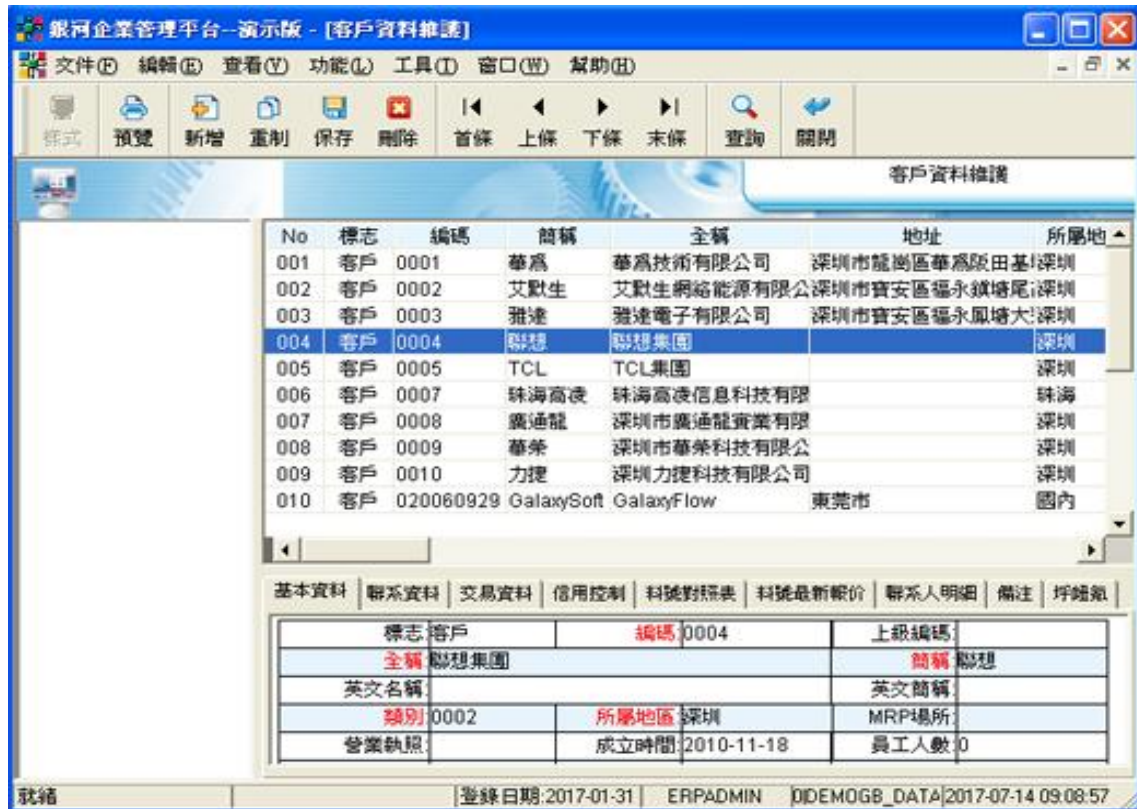 銀河企業管理平台--演示版 - [客戶資料維護]
文件(F) 編輯(E) 查看(V) 功能(L) 工具(T) 窗口(W) 幫助(H)
樣式 預覽 新增 重制 保存 刪除 首條 上條 下條 末條 查詢 關閉
客戶資料維護
No 標志 編碼 簡稱 全稱 地址 所屬地
001 客戶 0001 華爲 華爲技術有限公司 深圳市龍崗區華爲阪田基 深圳
002 客戶 0002 艾默生 艾默生網絡能源有限公 深圳市寶安區福永鎮塘尾 深圳
003 客戶 0003 雅達 雅達電子有限公司 深圳市寶安區福永鳳塘大 深圳
004 客戶 0004 聯想 聯想集團 深圳
005 客戶 0005 TCL TCL集團 深圳
006 客戶 0007 珠海高凌 珠海高凌信息科技有限 珠海
007 客戶 0008 廣通龍 深圳市廣通龍實業有限 深圳
008 客戶 0009 華榮 深圳市華榮科技有限公 深圳
009 客戶 0010 力捷 深圳力捷科技有限公司 深圳
010 客戶 020060929 GalaxySoft GalaxyFlow 東莞市 國內
基本資料 聯系資料 交易資料 信用控制 料號對照表 料號最新報价 聯系人明細 備注
標志:客戶 編碼:0004 上級編碼:
全稱:聯想集團 簡稱:聯想
英文名稱: 英文簡稱:
類別:0002 所屬地區:深圳 MRP場所:
營業執照: 成立時間:2010-11-18 員工人數:0
就緒 登錄日期:2017-01-31 ERPADMIN 0IDEMOGB_DATA 2017-07-14 09:08:57